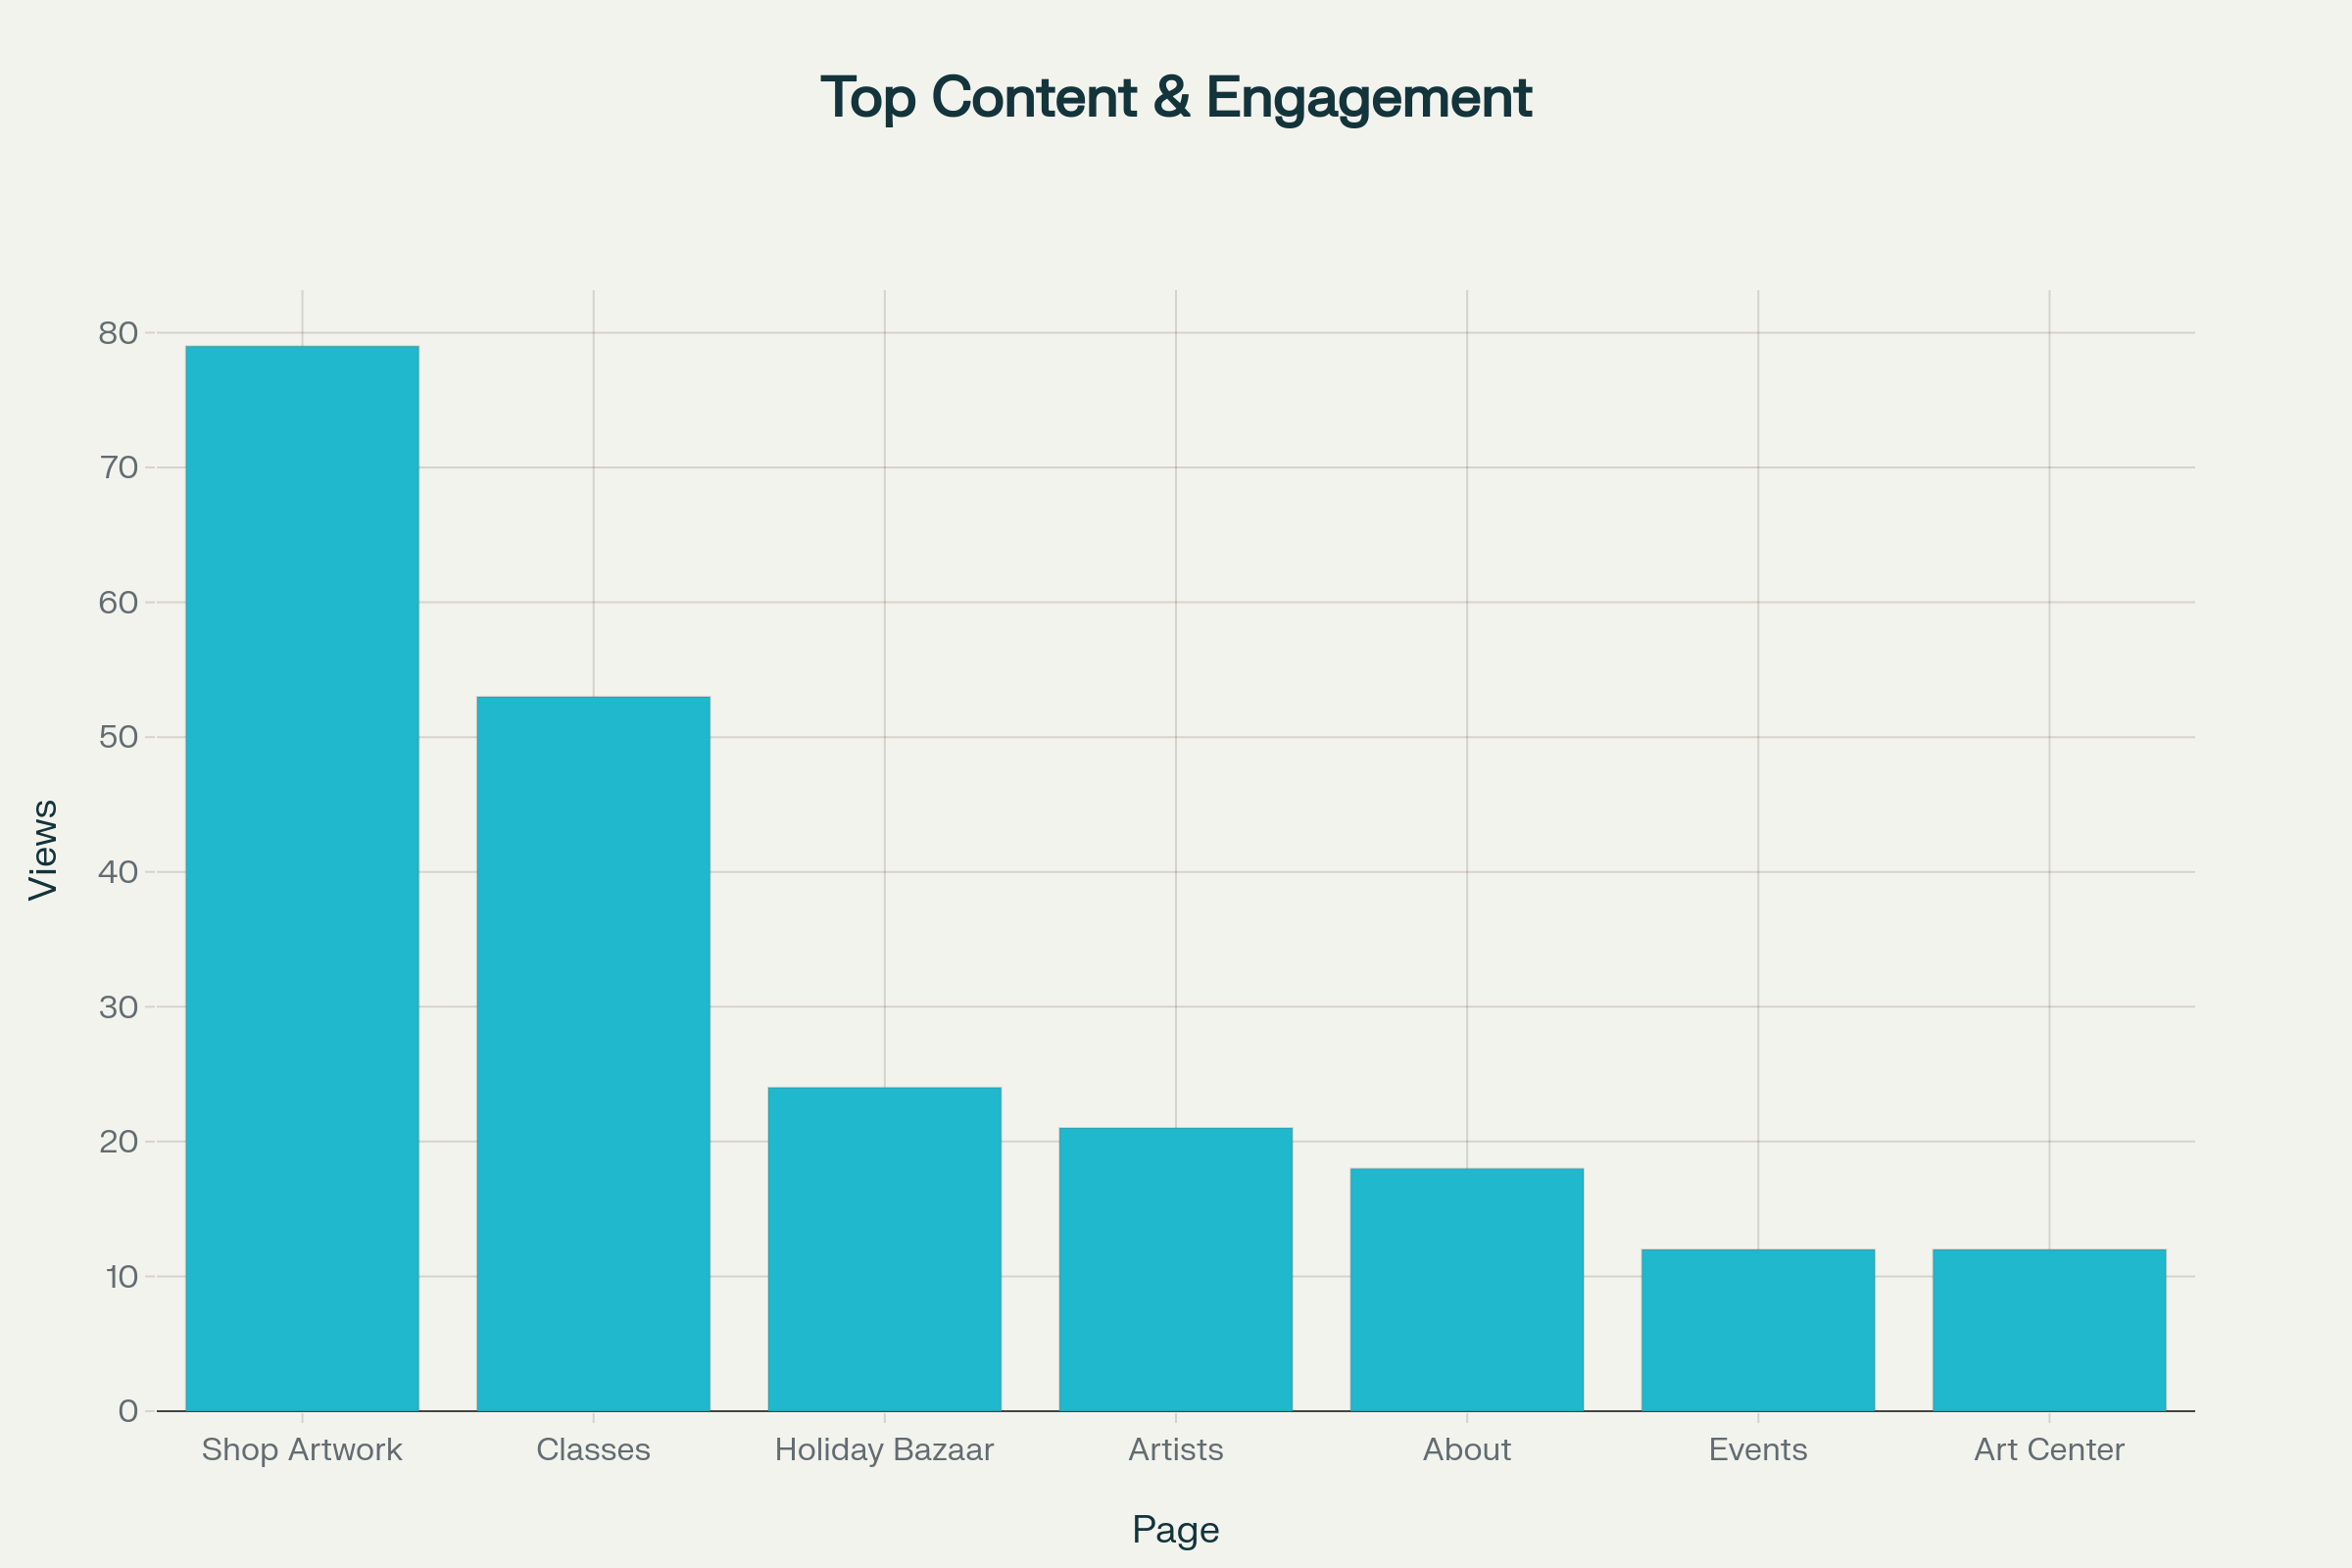 Top Content & Engagement
80
70
60
50
40
30
20
10
0
Views
Shop Artwork Classes Holiday Bazaar Artists About Events Art Center
Page